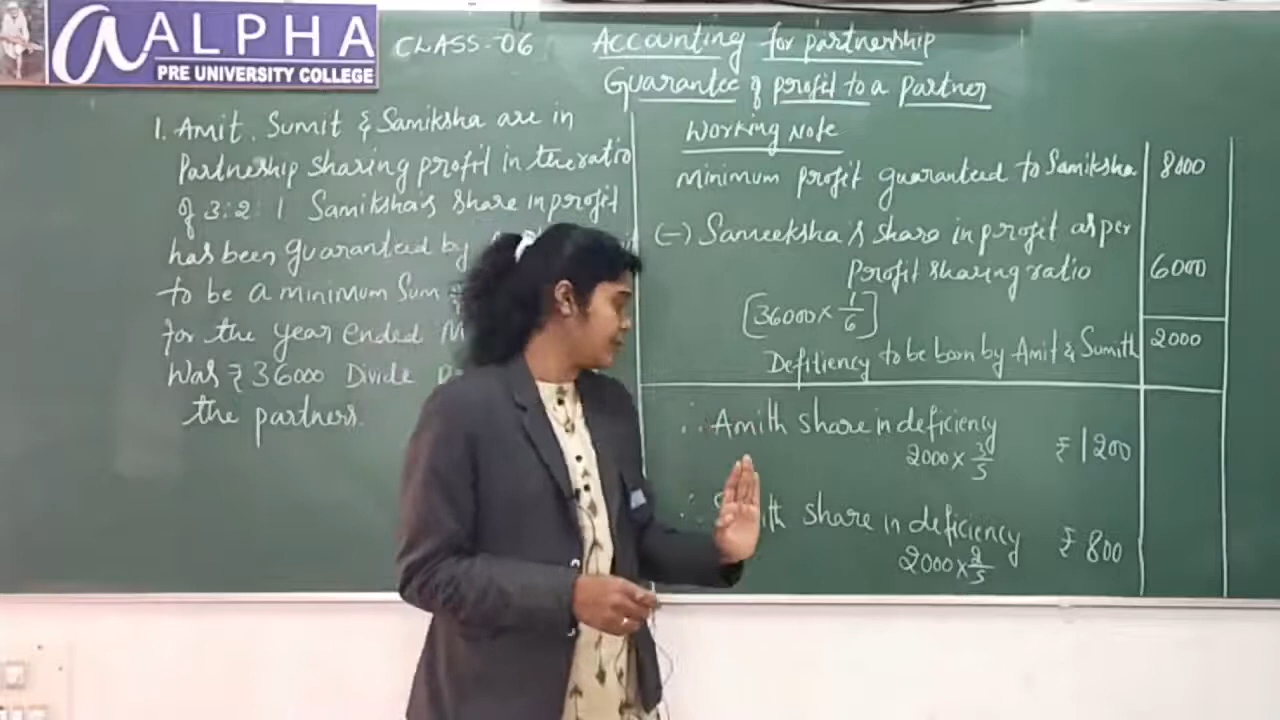 ALPHA
PRE UNIVERSITY COLLEGE
CLASS-06
Accounting for partnership
Guarantee of profit to a partner
1. Amit, Sumit & Samiksha are in
Partnership sharing profit in the ratio
of 3:2:1 Samiksha's share in profit
has been guaranteed by
to be a minimum Sum
for the year ended
was ₹36000 Divide
the partners.
Working Note
minimum profit guaranteed to Samiksha 8000
(-) Sameeksha's share in profit as per
Profit sharing ratio 6000
[36000 × 1/6]
Defitiency to be born by Amit & Sumith 2000
∴ Amith share in deficiency ₹1200
2000 × 3/5
∴ share in deficiency ₹800
2000 × 2/5